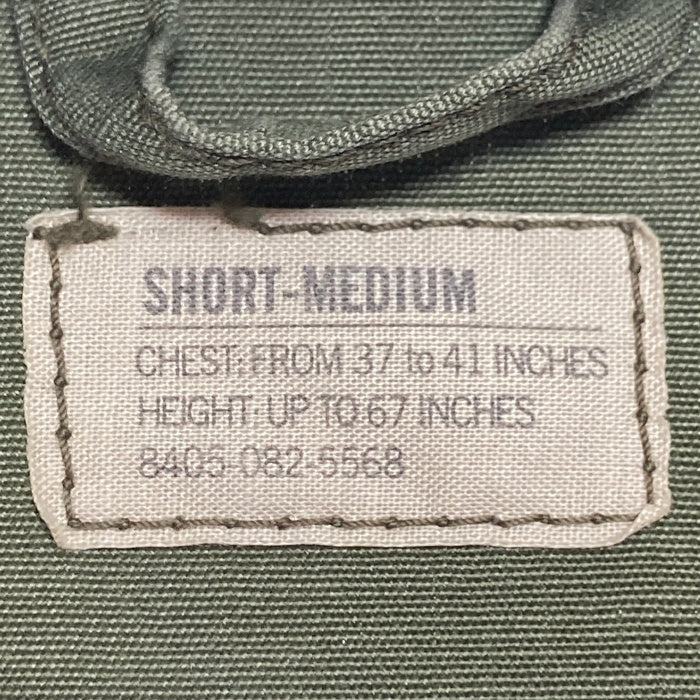 SHORT-MEDIUM
CHEST: FROM 37 to 41 INCHES
HEIGHT: UP TO 67 INCHES
8405-082-5568